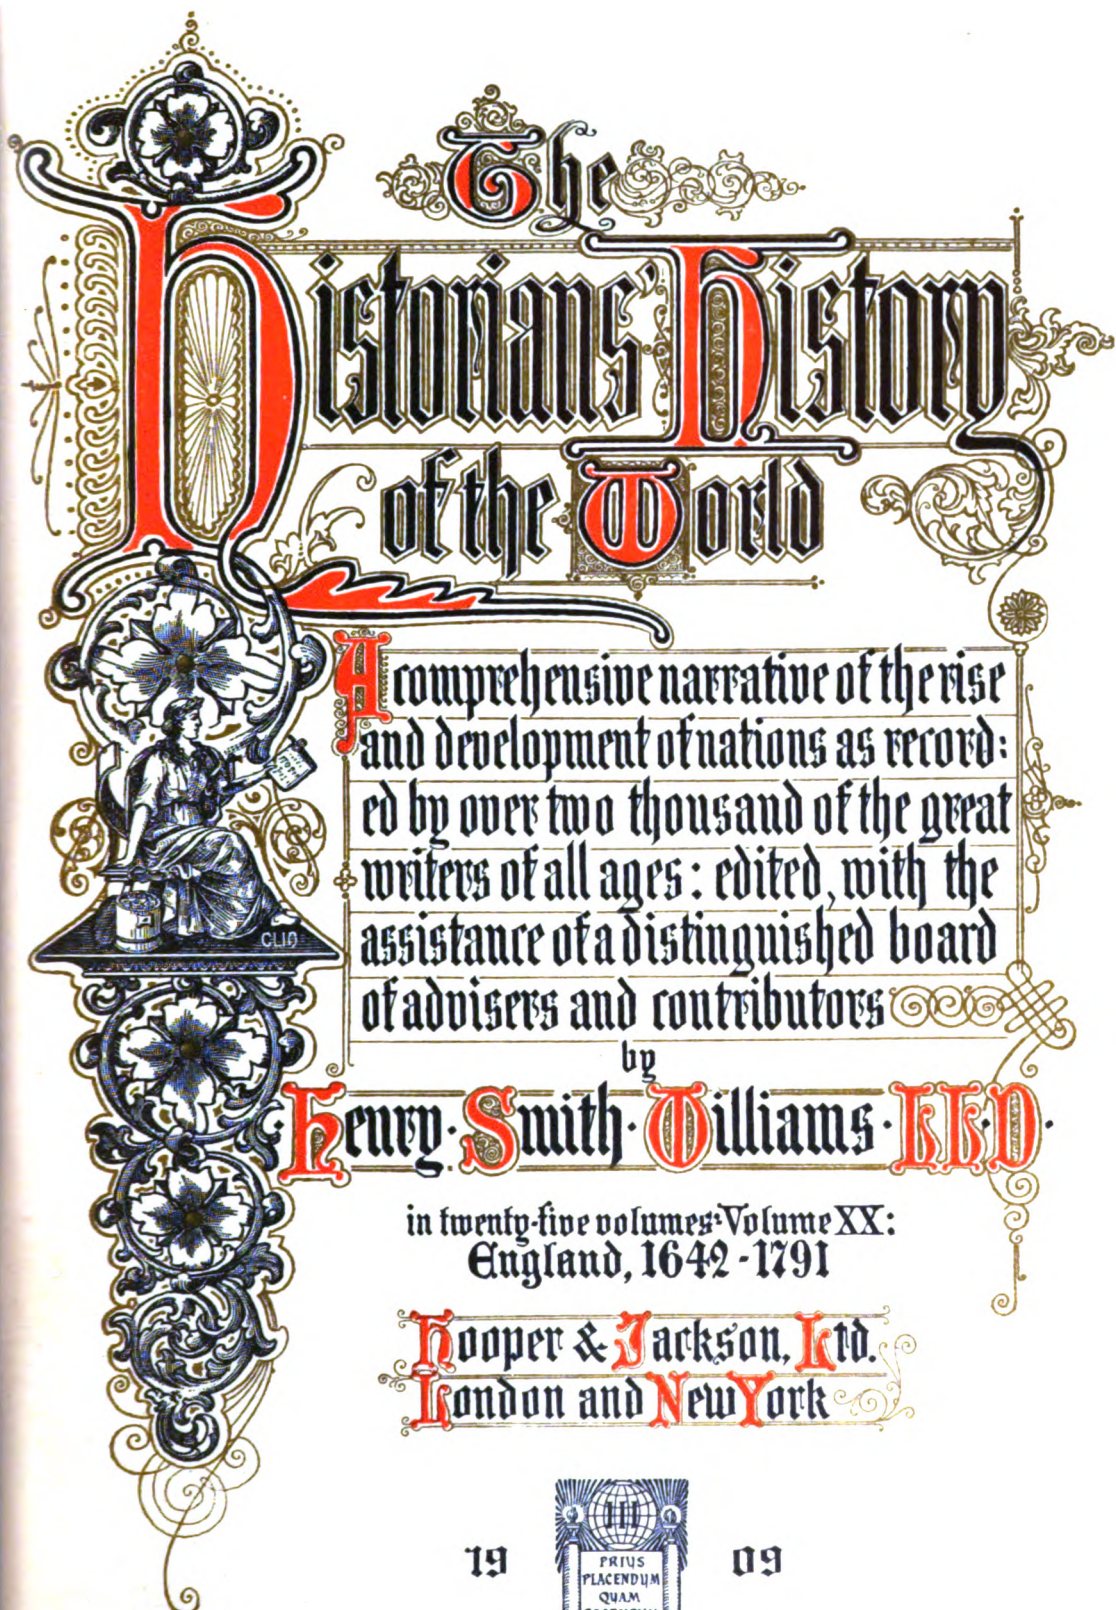 The
Historians' History
of the World
A comprehensive narrative of the rise
and development of nations as record:
ed by over two thousand of the great
writers of all ages: edited, with the
assistance of a distinguished board
of advisers and contributors
by
Henry · Smith · Williams · LL.D.
in twenty-five volumes: Volume XX:
England, 1642-1791
Hooper & Jackson, Ltd.
London and New York
19 09
CLIO
III
PRIUS
PLACENDUM
QUAM